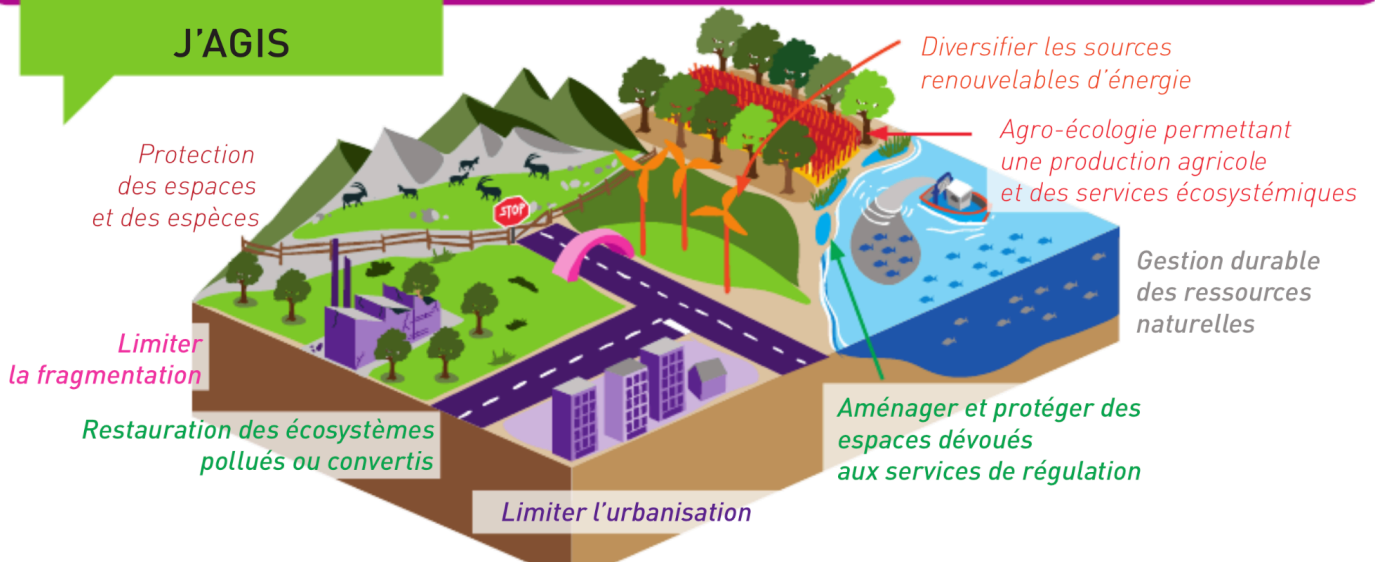 J'AGIS
Diversifier les sources
renouvelables d'énergie
Agro-écologie permettant
une production agricole
et des services écosystémiques
Protection
des espaces
et des espèces
STOP
Gestion durable
des ressources
naturelles
Limiter
la fragmentation
Restauration des écosystèmes
pollués ou convertis
Aménager et protéger des
espaces dévoués
aux services de régulation
Limiter l'urbanisation